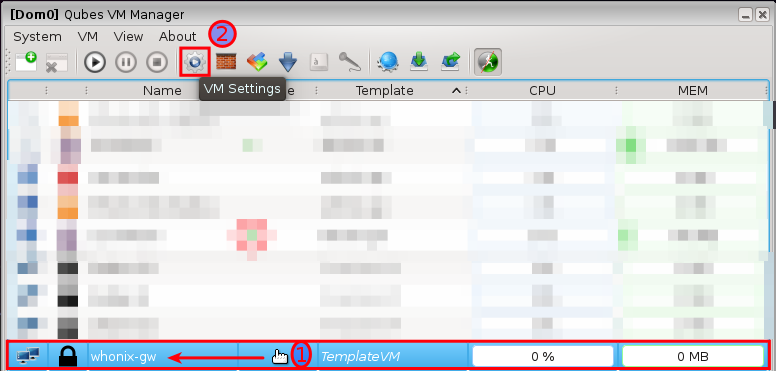 [Dom0] Qubes VM Manager
System VM View About
2
VM Settings
Name Template CPU MEM
whonix-gw 1 TemplateVM 0 % 0 MB